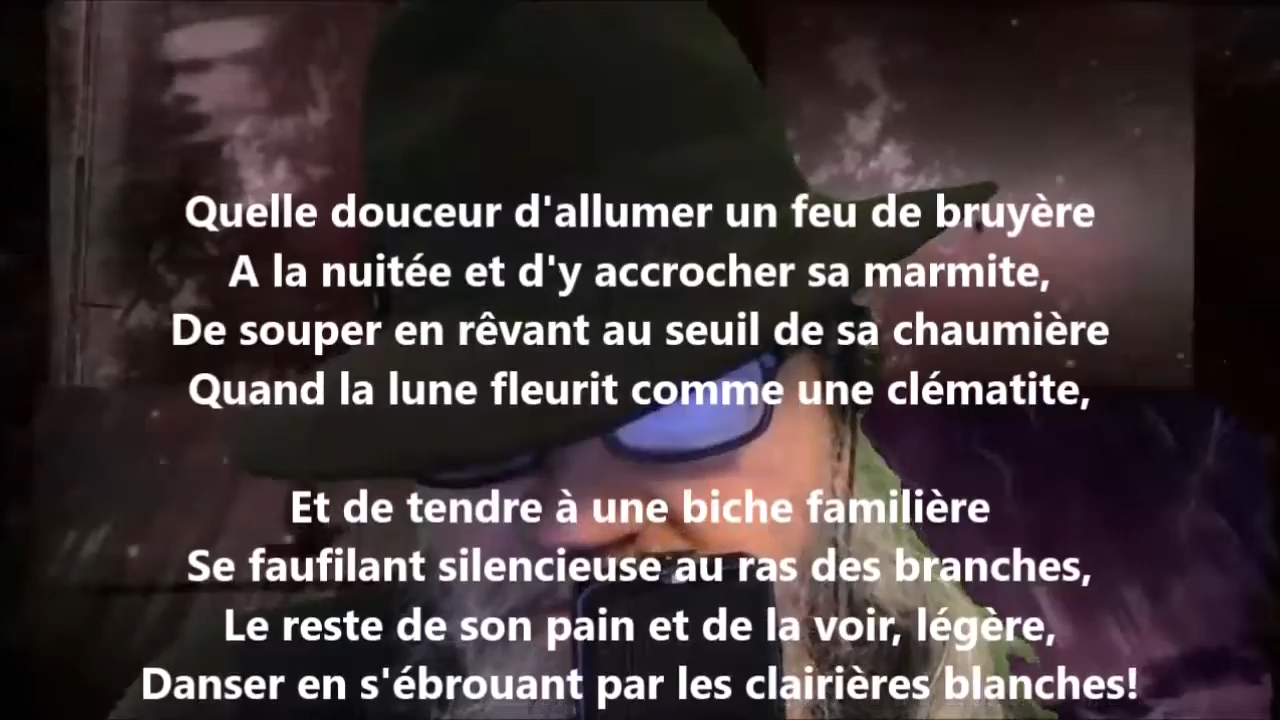 Quelle douceur d'allumer un feu de bruyère
A la nuitée et d'y accrocher sa marmite,
De souper en rêvant au seuil de sa chaumière
Quand la lune fleurit comme une clématite,
Et de tendre à une biche familière
Se faufilant silencieuse au ras des branches,
Le reste de son pain et de la voir, légère,
Danser en s'ébrouant par les clairières blanches!